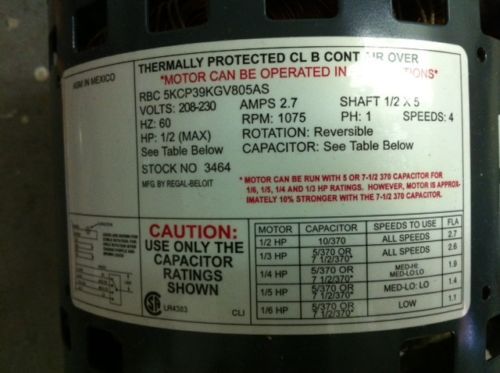 ASM IN MEXICO
THERMALLY PROTECTED CL B CONT AIR OVER
*MOTOR CAN BE OPERATED IN POSITIONS*
RBC 5KCP39KGV805AS
VOLTS: 208-230 AMPS 2.7 SHAFT 1/2 X 5
HZ: 60 RPM: 1075 PH: 1 SPEEDS: 4
HP: 1/2 (MAX) ROTATION: Reversible
See Table Below CAPACITOR: See Table Below
STOCK NO 3464
MFG. BY REGAL-BELOIT
* MOTOR CAN BE RUN WITH 5 OR 7-1/2 370 CAPACITOR FOR
1/6, 1/5, 1/4 AND 1/3 HP RATINGS. HOWEVER, MOTOR IS APPROX-
IMATELY 10% STRONGER WITH THE 7-1/2 370 CAPACITOR.
CAUTION:
USE ONLY THE
CAPACITOR
RATINGS
SHOWN
LR4383 CLI
MOTOR CAPACITOR SPEEDS TO USE FLA
1/2 HP 10/370 ALL SPEEDS 2.7
1/3 HP 5/370 OR 7 1/2/370* ALL SPEEDS 2.6
1/4 HP 5/370 OR 7 1/2/370* MED-HI: MED-LO:LO 1.9
1/5 HP 5/370 OR 7 1/2/370* MED-LO: LO 1.4
1/6 HP 5/370 OR 7 1/2/370* LOW 1.1